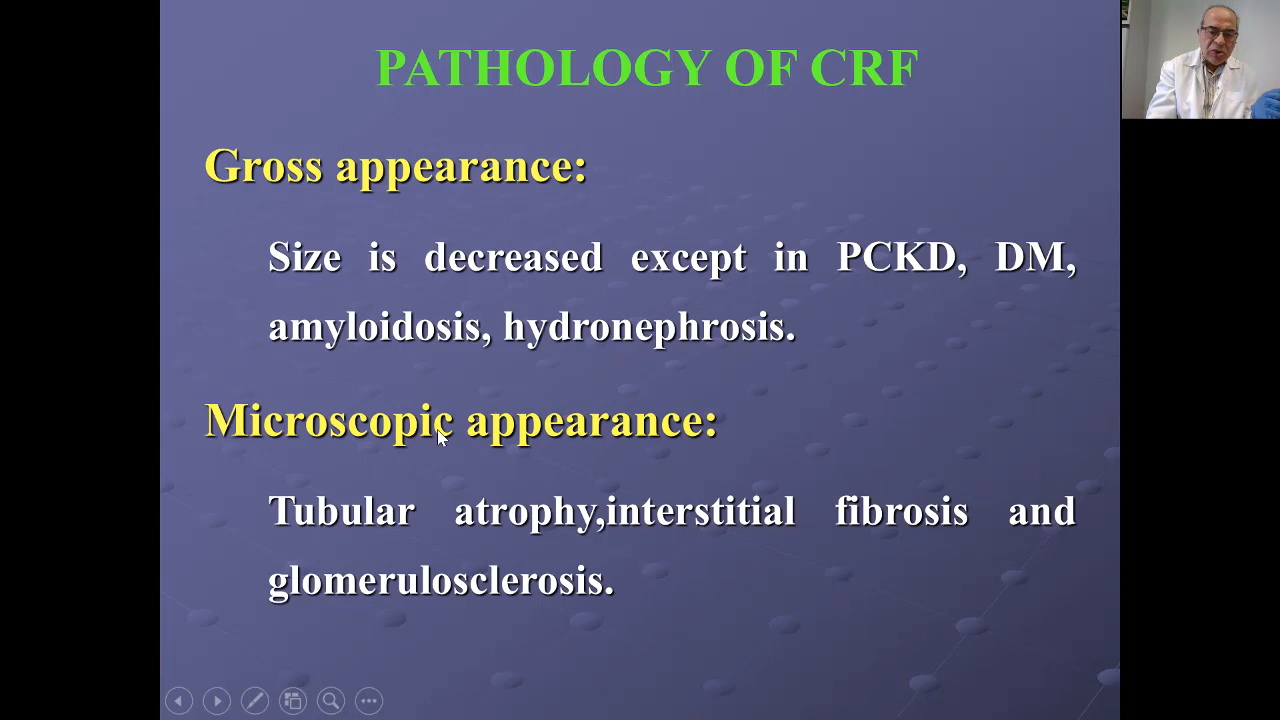 PATHOLOGY OF CRF
Gross appearance:
Size is decreased except in PCKD, DM,
amyloidosis, hydronephrosis.
Microscopic appearance:
Tubular atrophy,interstitial fibrosis and
glomerulosclerosis.